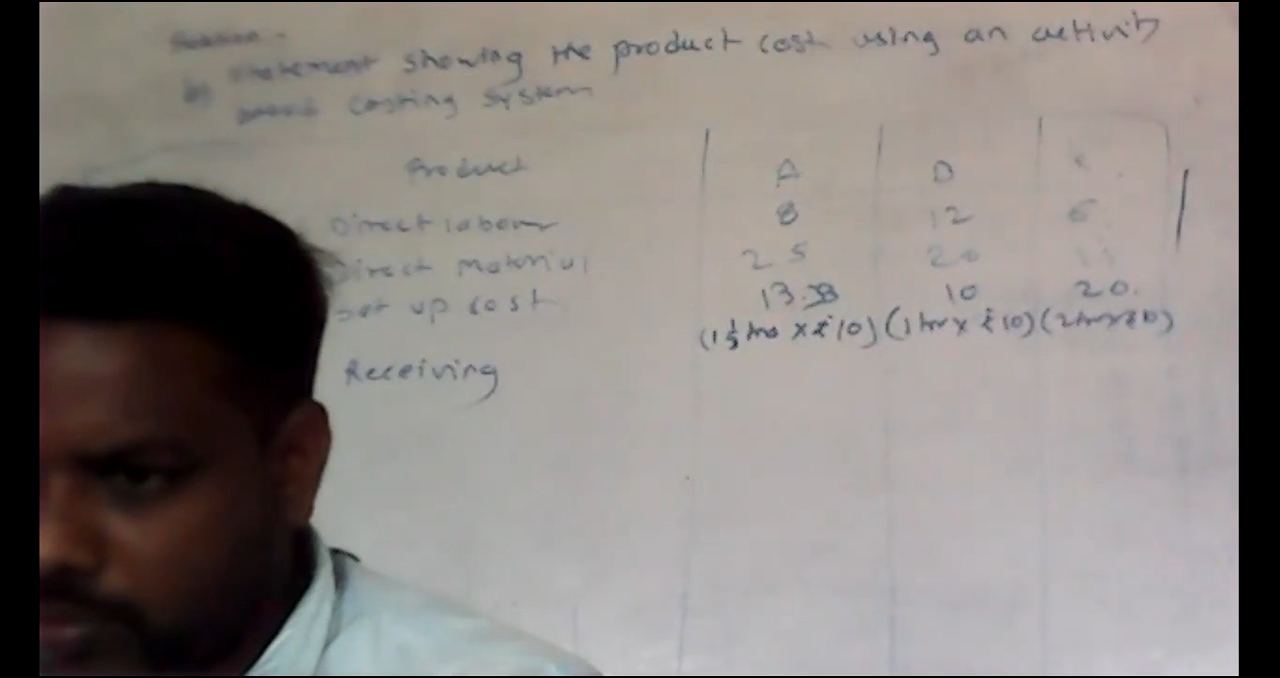 Solution -
b) Statement showing the product cost using an activity
based costing system
Product A B C
Direct labour 8 12 6
Direct Material 25 20 11
Set up cost 13.33 10 20.
(1⅓ hrs x ₹10) (1 hr x ₹10) (2 hrs x ₹10)
Receiving